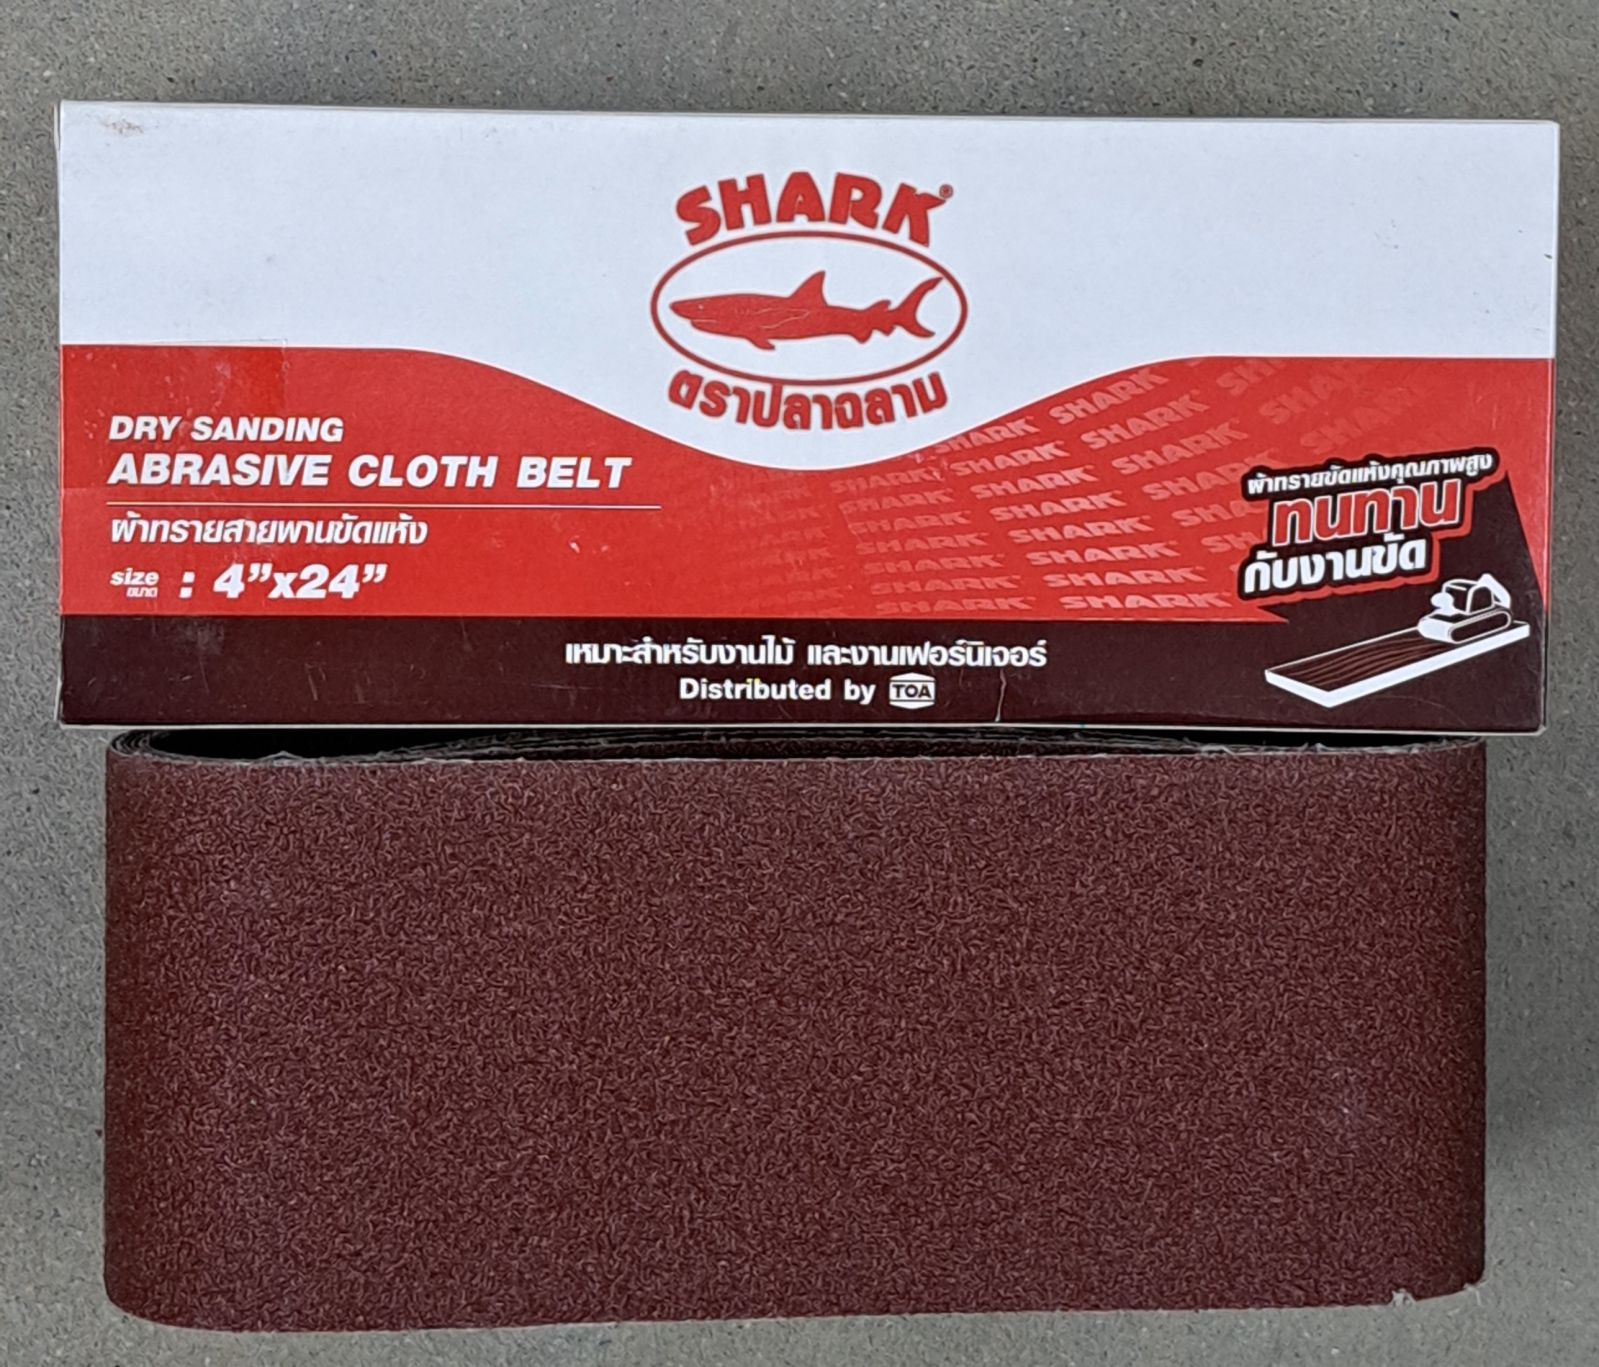 SHARK®
ตราปลาฉลาม
DRY SANDING
ABRASIVE CLOTH BELT
ผ้าทรายสายพานขัดแห้ง
size
ขนาด
: 4”x24”
ผ้าทรายขัดแห้งคุณภาพสูง
ทนทาน
กับงานขัด
เหมาะสำหรับงานไม้ และงานเฟอร์นิเจอร์
Distributed by TOA